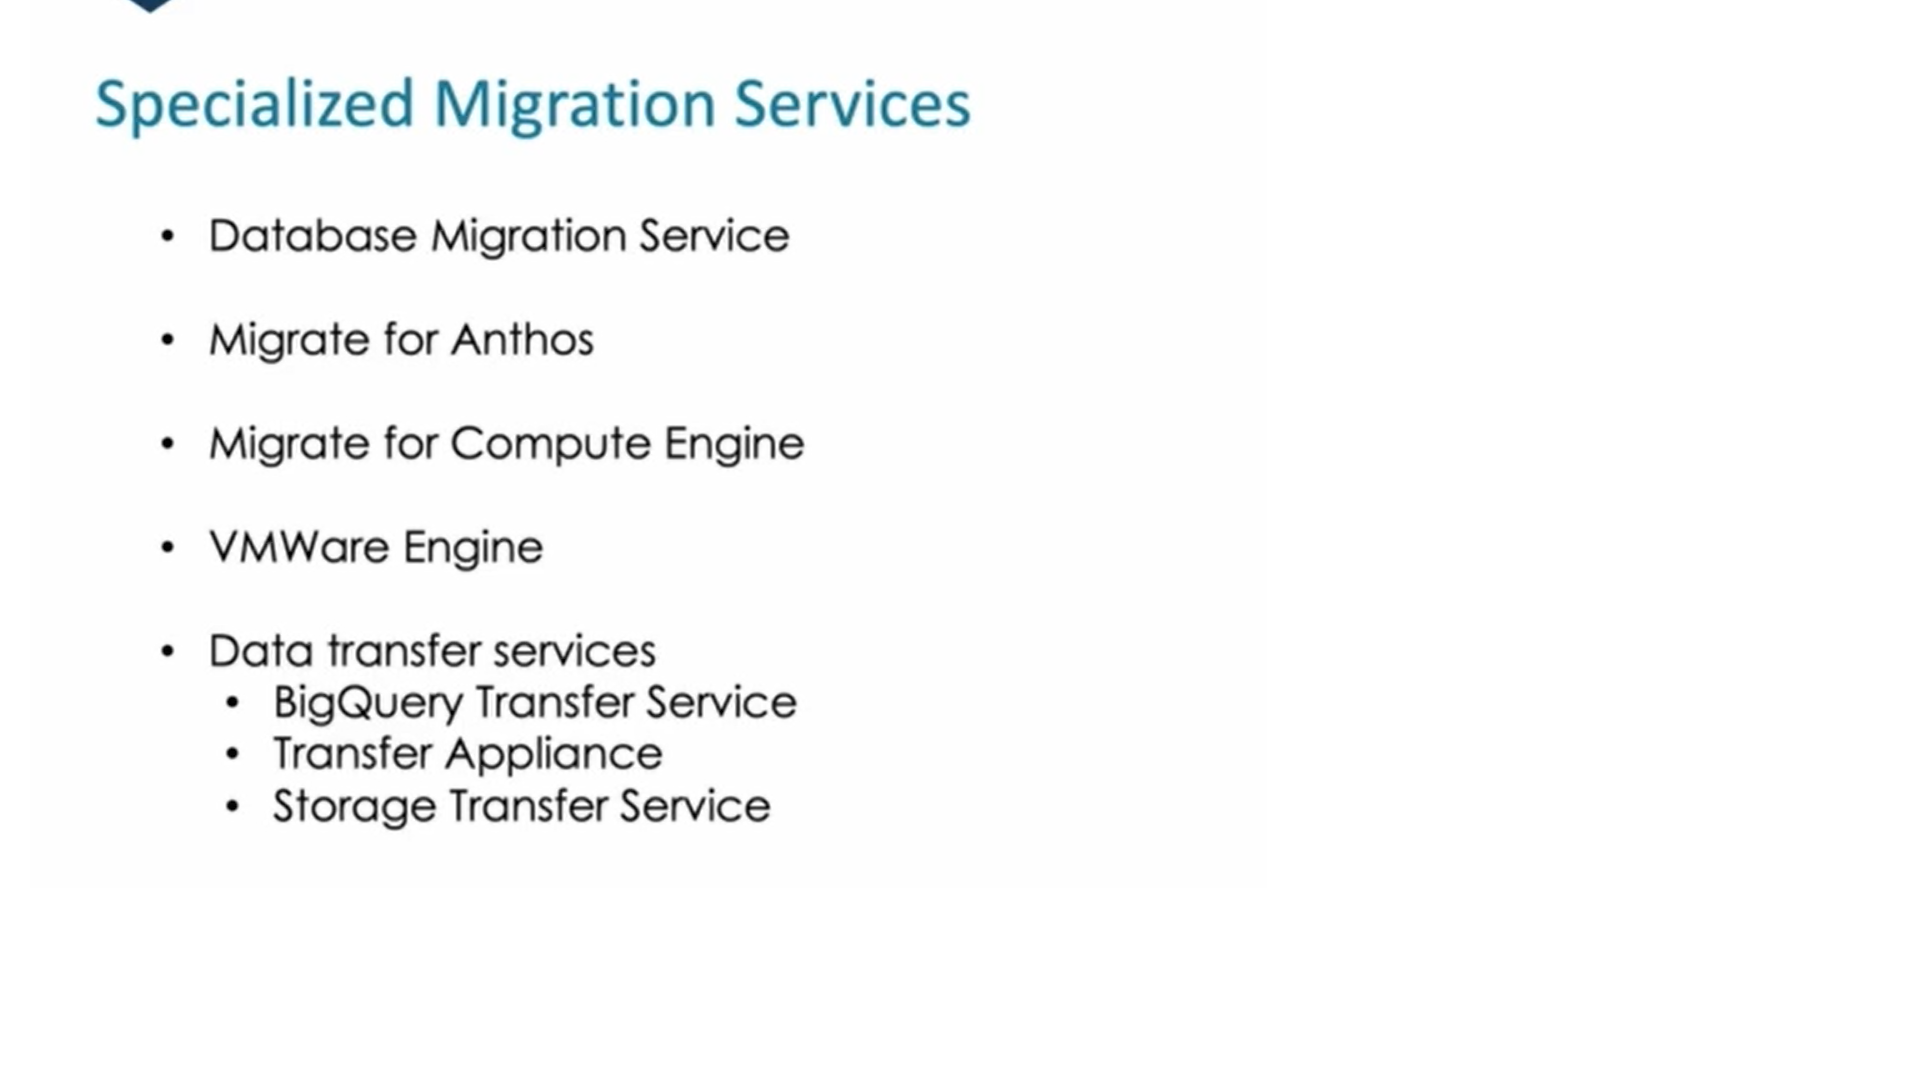 Specialized Migration Services
• Database Migration Service
• Migrate for Anthos
• Migrate for Compute Engine
• VMWare Engine
• Data transfer services
• BigQuery Transfer Service
• Transfer Appliance
• Storage Transfer Service